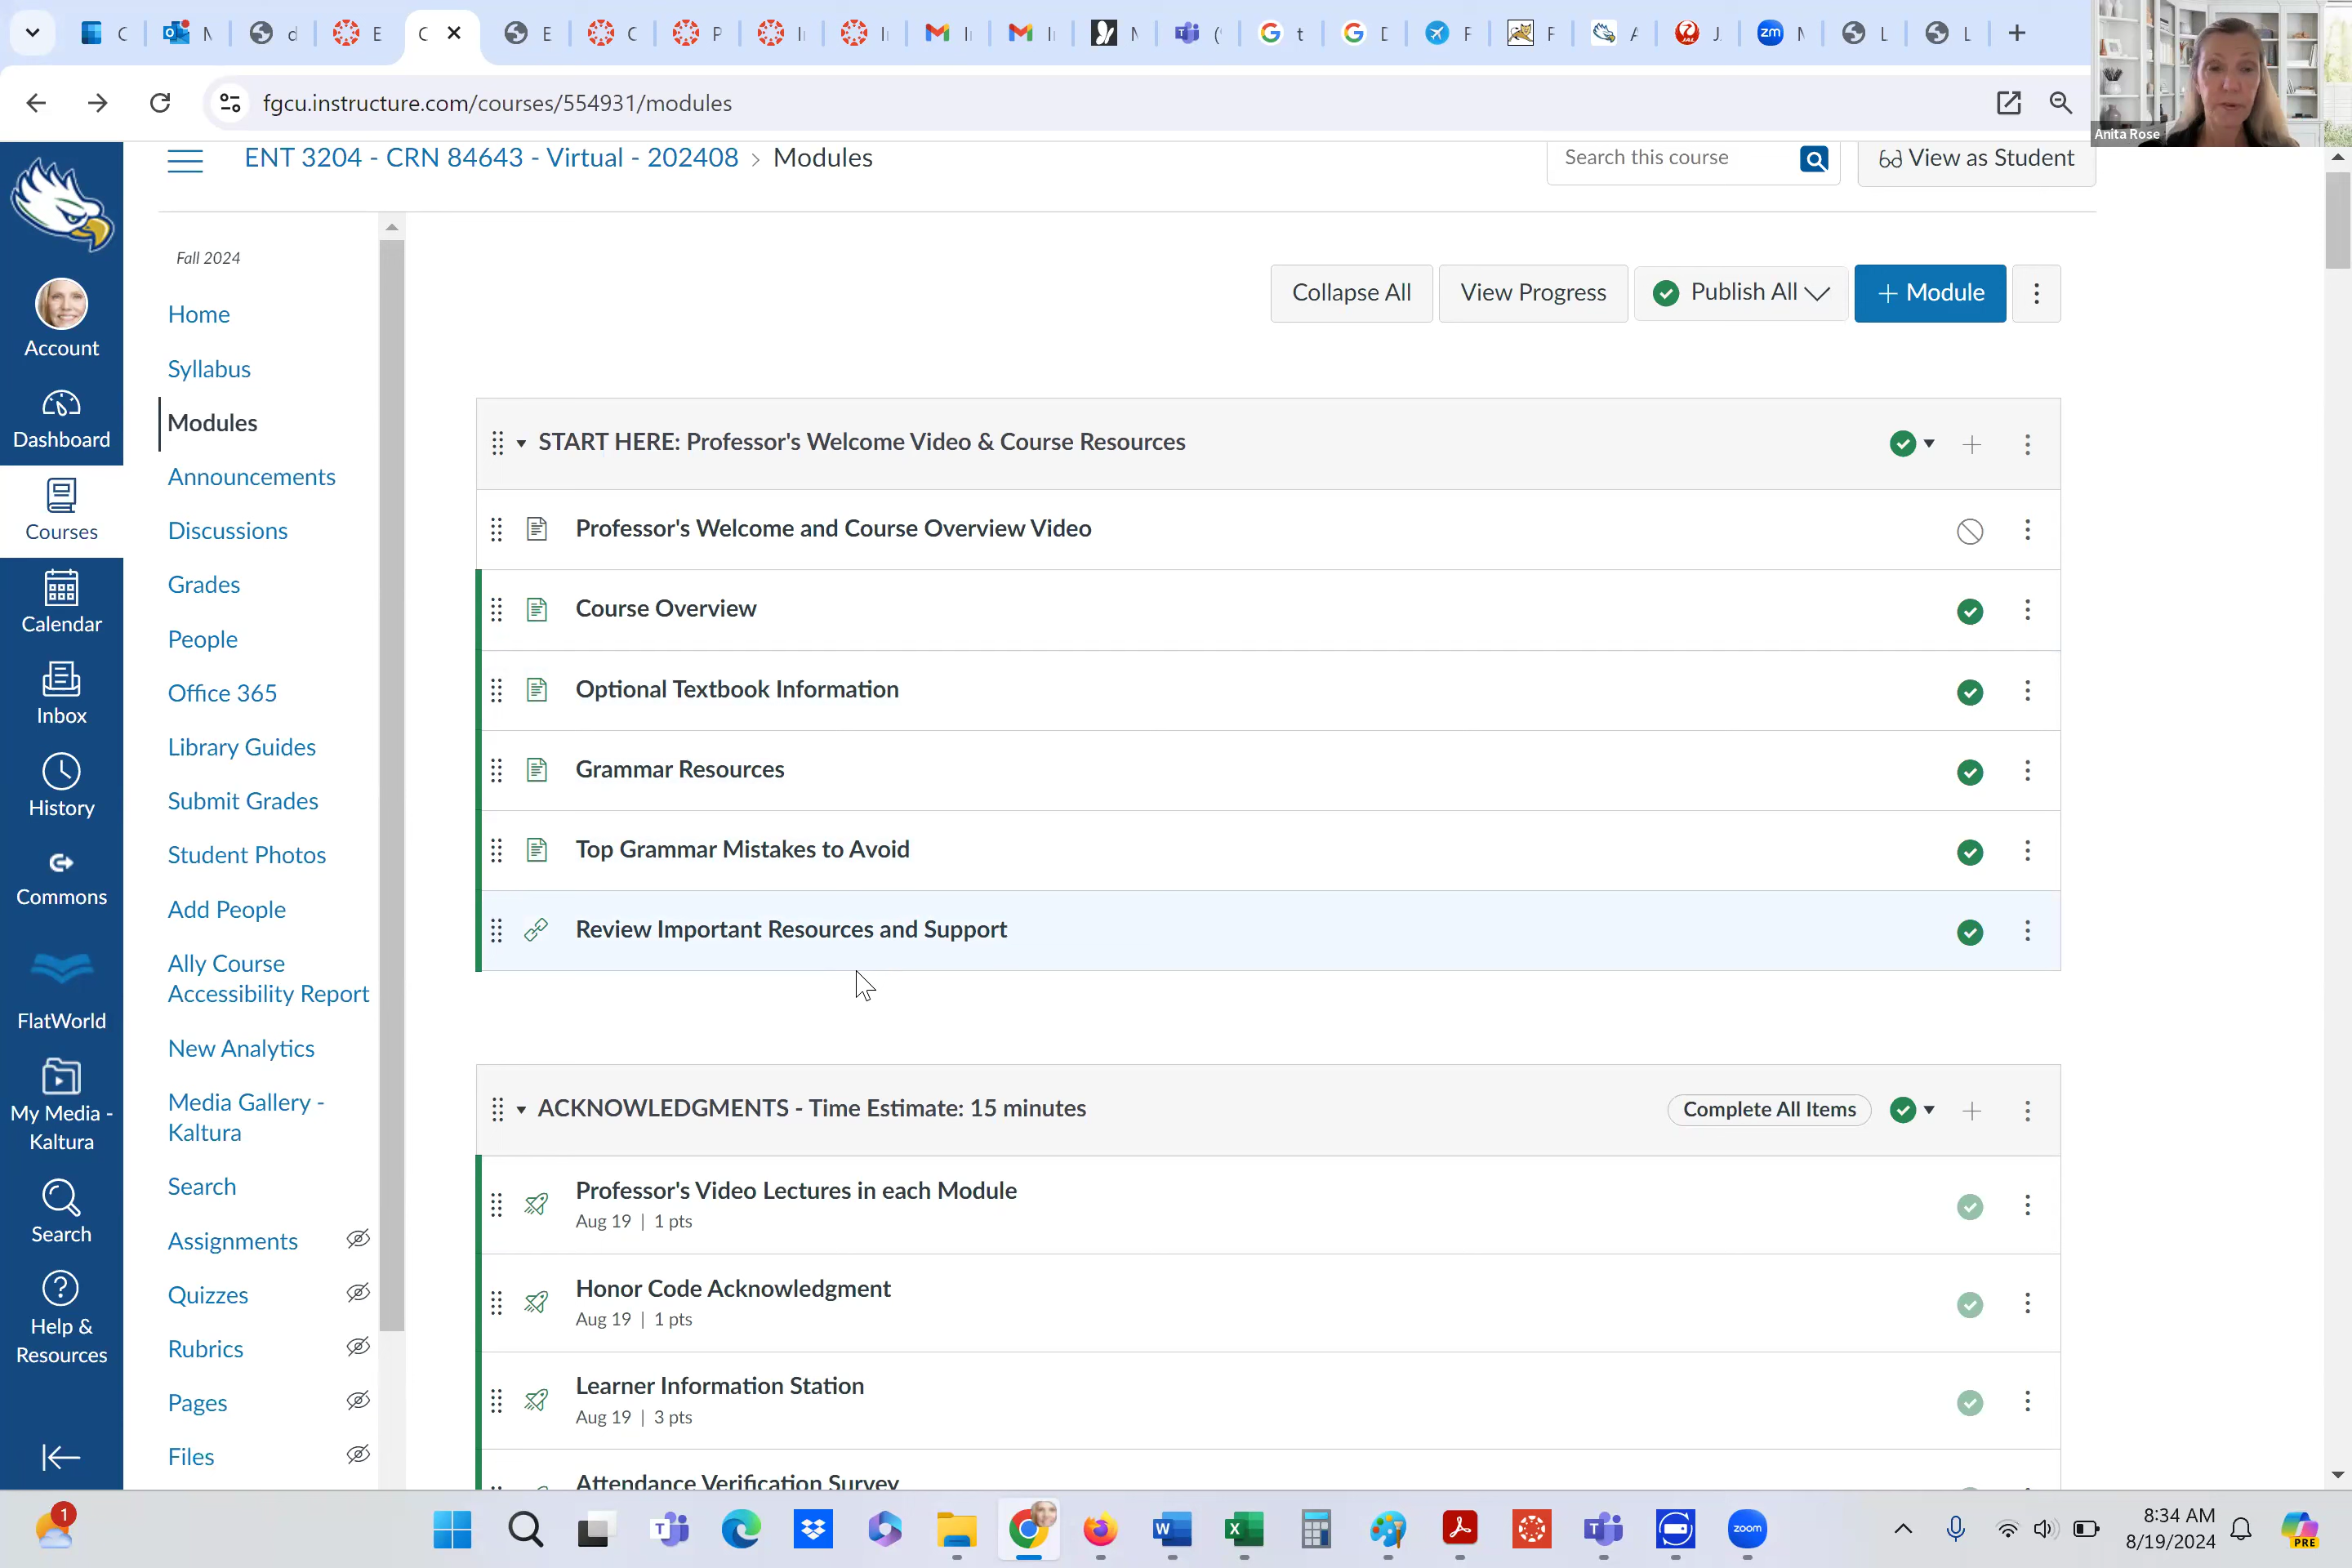 C
N
d
E
C
E
C
P
N
(
t
F
F
J
zm
L
L
fgcu.instructure.com/courses/554931/modules
Anita Rose
ENT 3204 - CRN 84643 - Virtual - 202408 > Modules
Search this course
View as Student
Fall 2024
Account
Dashboard
Courses
Calendar
Inbox
History
Commons
FlatWorld
My Media -
Kaltura
Search
Help &
Resources
Home
Syllabus
Modules
Announcements
Discussions
Grades
People
Office 365
Library Guides
Submit Grades
Student Photos
Add People
Ally Course
Accessibility Report
New Analytics
Media Gallery -
Kaltura
Search
Assignments
Quizzes
Rubrics
Pages
Files
Collapse All
View Progress
Publish All
+ Module
START HERE: Professor's Welcome Video & Course Resources
Professor's Welcome and Course Overview Video
Course Overview
Optional Textbook Information
Grammar Resources
Top Grammar Mistakes to Avoid
Review Important Resources and Support
ACKNOWLEDGMENTS - Time Estimate: 15 minutes
Complete All Items
Professor's Video Lectures in each Module
Aug 19 | 1 pts
Honor Code Acknowledgment
Aug 19 | 1 pts
Learner Information Station
Aug 19 | 3 pts
Attendance Verification Survey
1
zoom
8:34 AM
8/19/2024
PRE